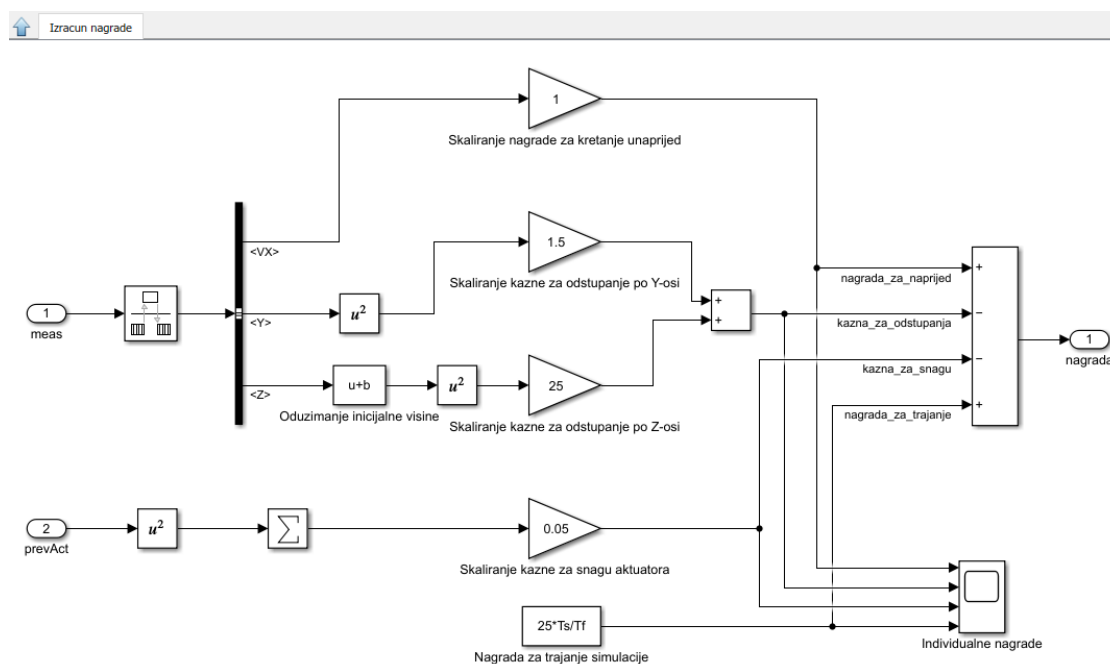 Izracun nagrade
1
Skaliranje nagrade za kretanje unaprijed
<VX>
1.5
Skaliranje kazne za odstupanje po Y-osi
nagrada_za_naprijed
+
1
meas
<Y>
u²
+
+
kazna_za_odstupanja
−
1
nagrada
kazna_za_snagu
−
<Z>
u+b
Oduzimanje inicijalne visine
u²
25
Skaliranje kazne za odstupanje po Z-osi
nagrada_za_trajanje
+
2
prevAct
u²
∑
0.05
Skaliranje kazne za snagu aktuatora
25*Ts/Tf
Nagrada za trajanje simulacije
Individualne nagrade